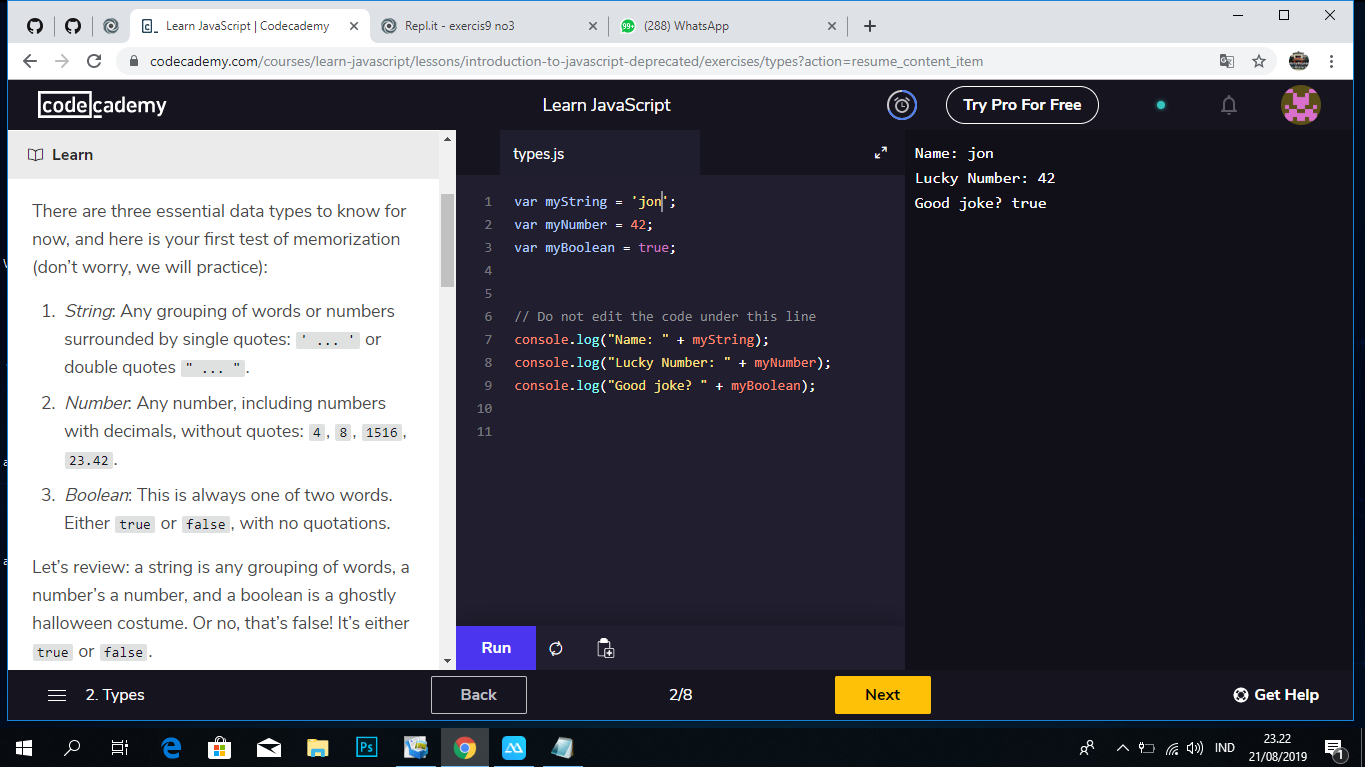 Learn JavaScript | Codecademy
Repl.it - exercis9 no3
(288) WhatsApp
99+
codecademy.com/courses/learn-javascript/lessons/introduction-to-javascript-deprecated/exercises/types?action=resume_content_item
codecademy
Learn JavaScript
Try Pro For Free
Learn
There are three essential data types to know for
now, and here is your first test of memorization
(don’t worry, we will practice):
1. String: Any grouping of words or numbers
surrounded by single quotes: ' ... ' or
double quotes " ... ".
2. Number: Any number, including numbers
with decimals, without quotes: 4, 8, 1516,
23.42.
3. Boolean: This is always one of two words.
Either true or false, with no quotations.
Let’s review: a string is any grouping of words, a
number’s a number, and a boolean is a ghostly
halloween costume. Or no, that’s false! It’s either
true or false.
types.js
1 var myString = 'jon';
2 var myNumber = 42;
3 var myBoolean = true;
4
5
6 // Do not edit the code under this line
7 console.log("Name: " + myString);
8 console.log("Lucky Number: " + myNumber);
9 console.log("Good joke? " + myBoolean);
10
11
Name: jon
Lucky Number: 42
Good joke? true
Run
2. Types
Back
2/8
Next
Get Help
Ps
IND
23.22
21/08/2019
1